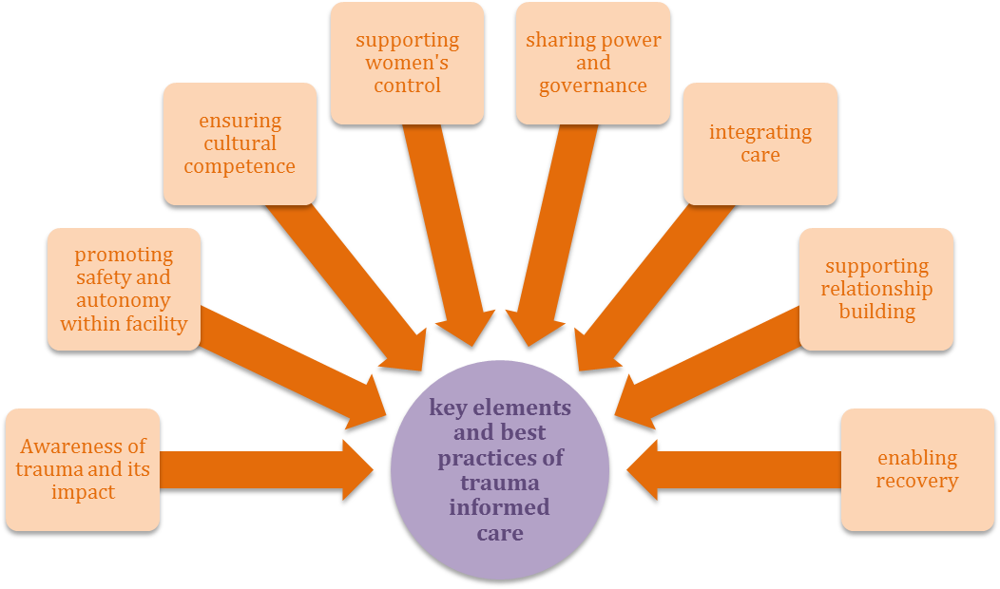 Awareness of
trauma and its
impact
promoting
safety and
autonomy
within facility
ensuring
cultural
competence
supporting
women's
control
sharing power
and
governance
integrating
care
supporting
relationship
building
enabling
recovery
key elements
and best
practices of
trauma
informed
care